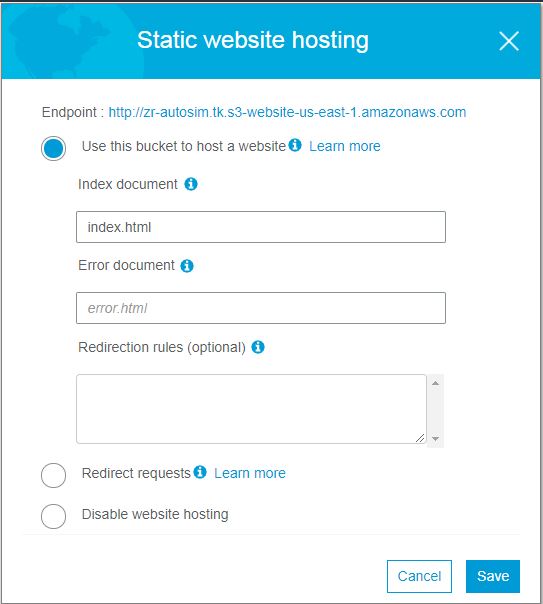 Static website hosting
Endpoint : http://zr-autosim.tk.s3-website-us-east-1.amazonaws.com
Use this bucket to host a website Learn more
Index document
index.html
Error document
error.html
Redirection rules (optional)
Redirect requests Learn more
Disable website hosting
Cancel Save